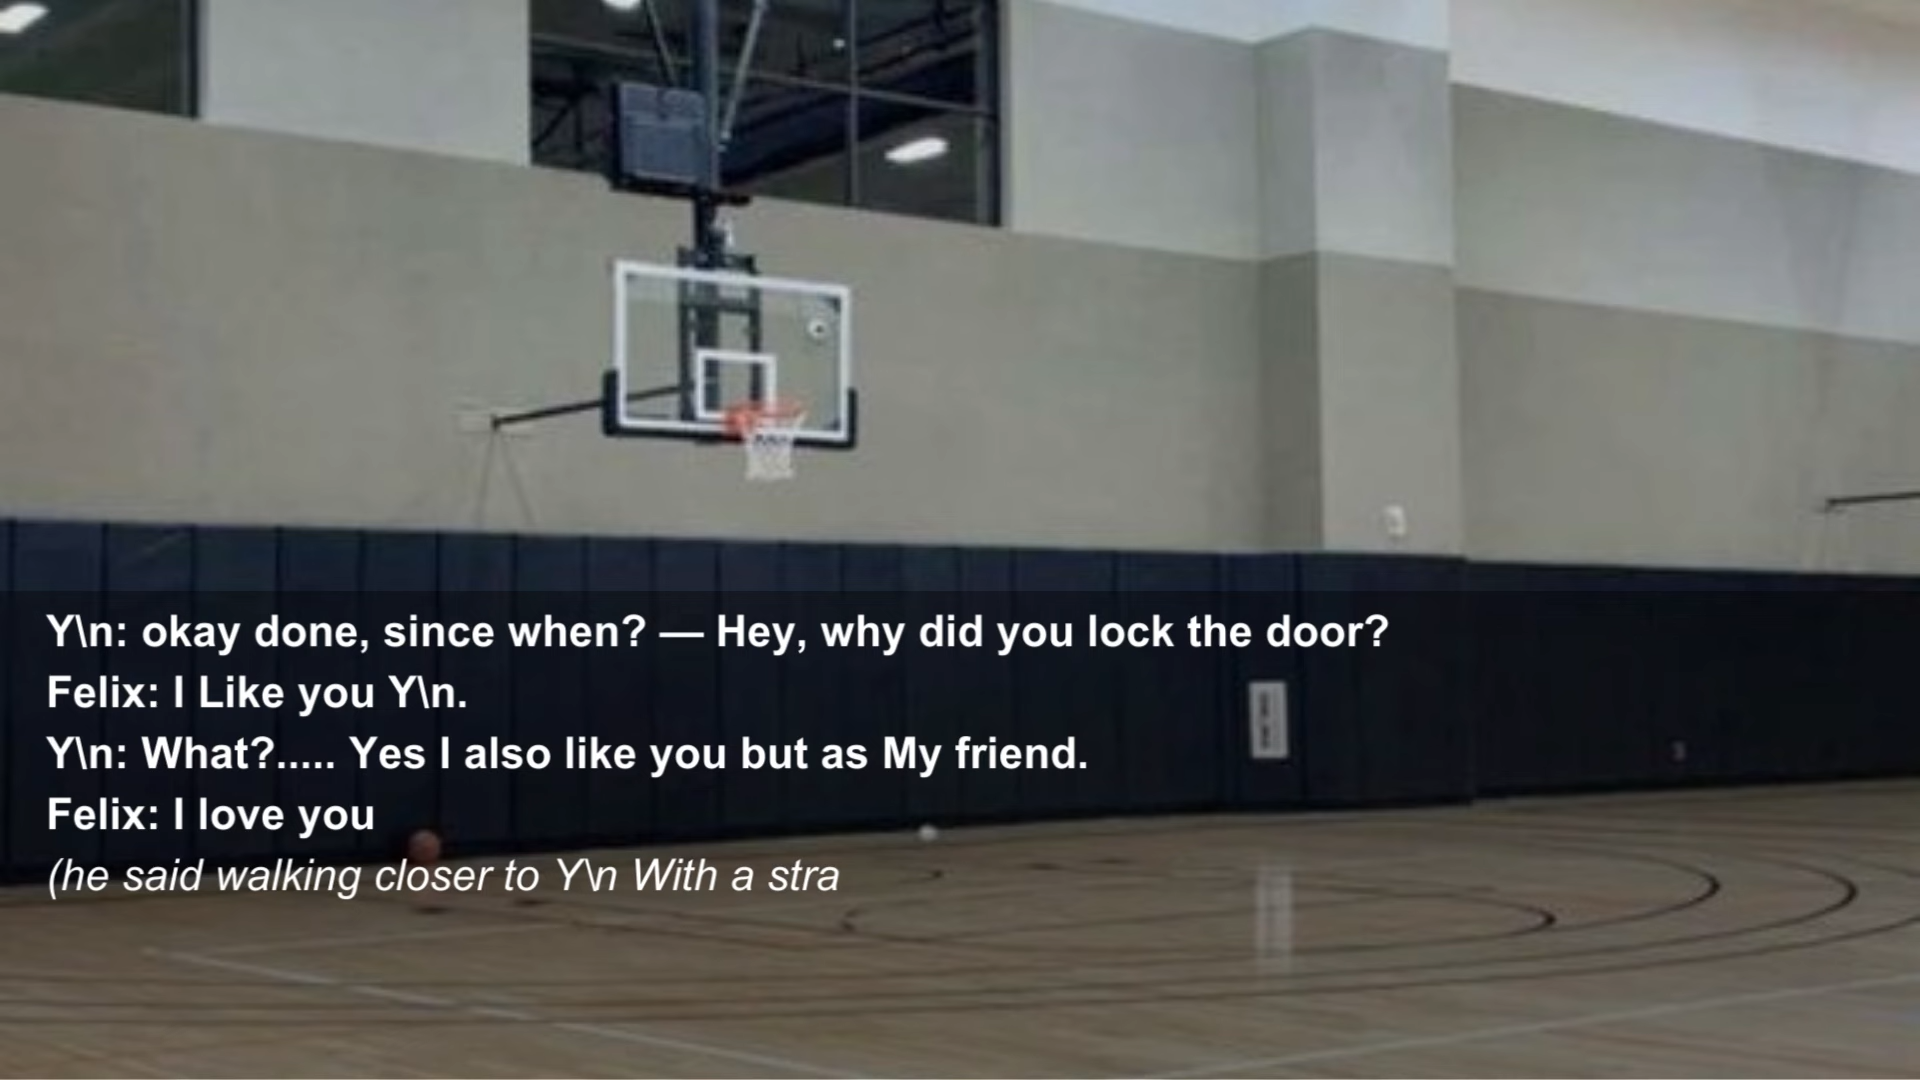 Y\n: okay done, since when? — Hey, why did you lock the door?
Felix: I Like you Y\n.
Y\n: What?..... Yes I also like you but as My friend.
Felix: I love you
(he said walking closer to Y\n With a stra